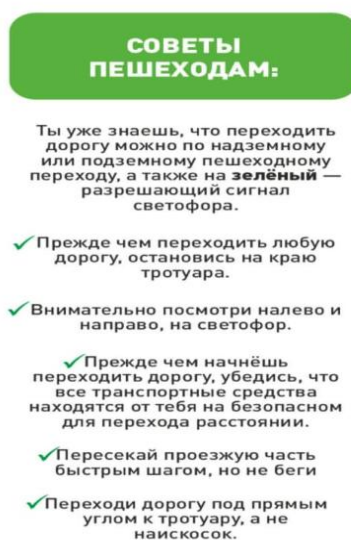 СОВЕТЫ
ПЕШЕХОДАМ:
Ты уже знаешь, что переходить
дорогу можно по надземному
или подземному пешеходному
переходу, а также на зелёный —
разрешающий сигнал
светофора.
Прежде чем переходить любую
дорогу, остановись на краю
тротуара.
Внимательно посмотри налево и
направо, на светофор.
Прежде чем начнёшь
переходить дорогу, убедись, что
все транспортные средства
находятся от тебя на безопасном
для перехода расстоянии.
Пересекай проезжую часть
быстрым шагом, но не беги
Переходи дорогу под прямым
углом к тротуару, а не
наискосок.